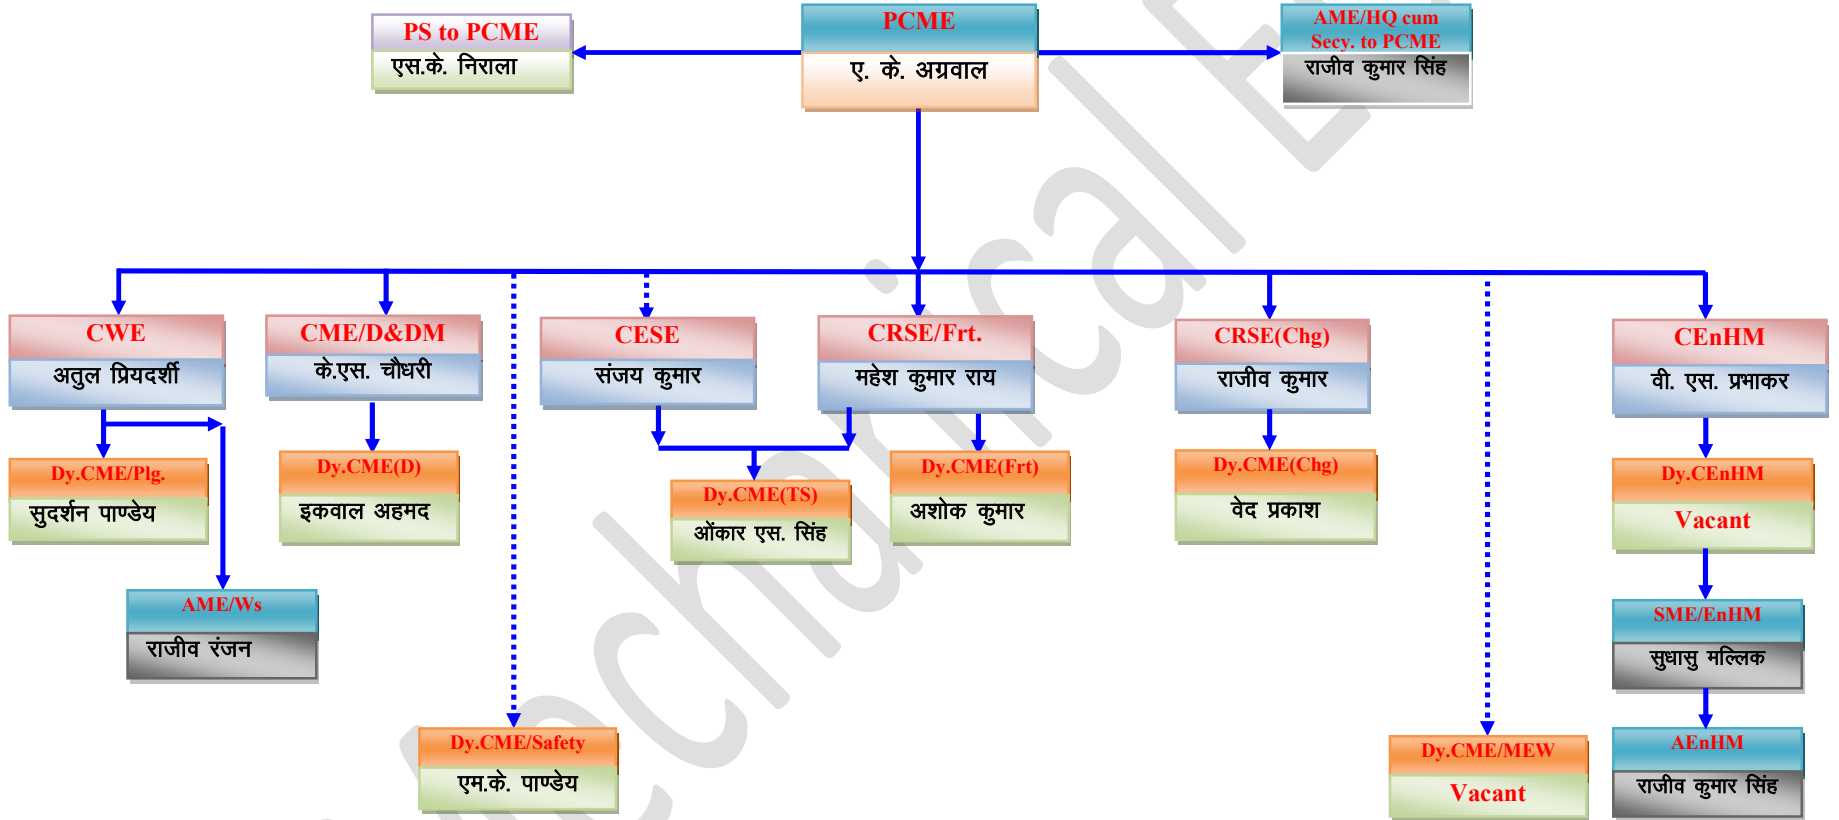 PS to PCME
एस.के. निराला
PCME
ए. के. अग्रवाल
AME/HQ cum
Secy. to PCME
राजीव कुमार सिंह
CWE
अतुल प्रियदर्शी
CME/D&DM
के.एस. चौधरी
CESE
संजय कुमार
CRSE/Frt.
महेश कुमार राय
CRSE(Chg)
राजीव कुमार
CEnHM
वी. एस. प्रभाकर
Dy.CME/Plg.
सुदर्शन पाण्डेय
Dy.CME(D)
इकवाल अहमद
Dy.CME(TS)
ओंकार एस. सिंह
Dy.CME(Frt)
अशोक कुमार
Dy.CME(Chg)
वेद प्रकाश
Dy.CEnHM
Vacant
AME/Ws
राजीव रंजन
SME/EnHM
सुधासु मल्लिक
Dy.CME/Safety
एम.के. पाण्डेय
Dy.CME/MEW
Vacant
AEnHM
राजीव कुमार सिंह